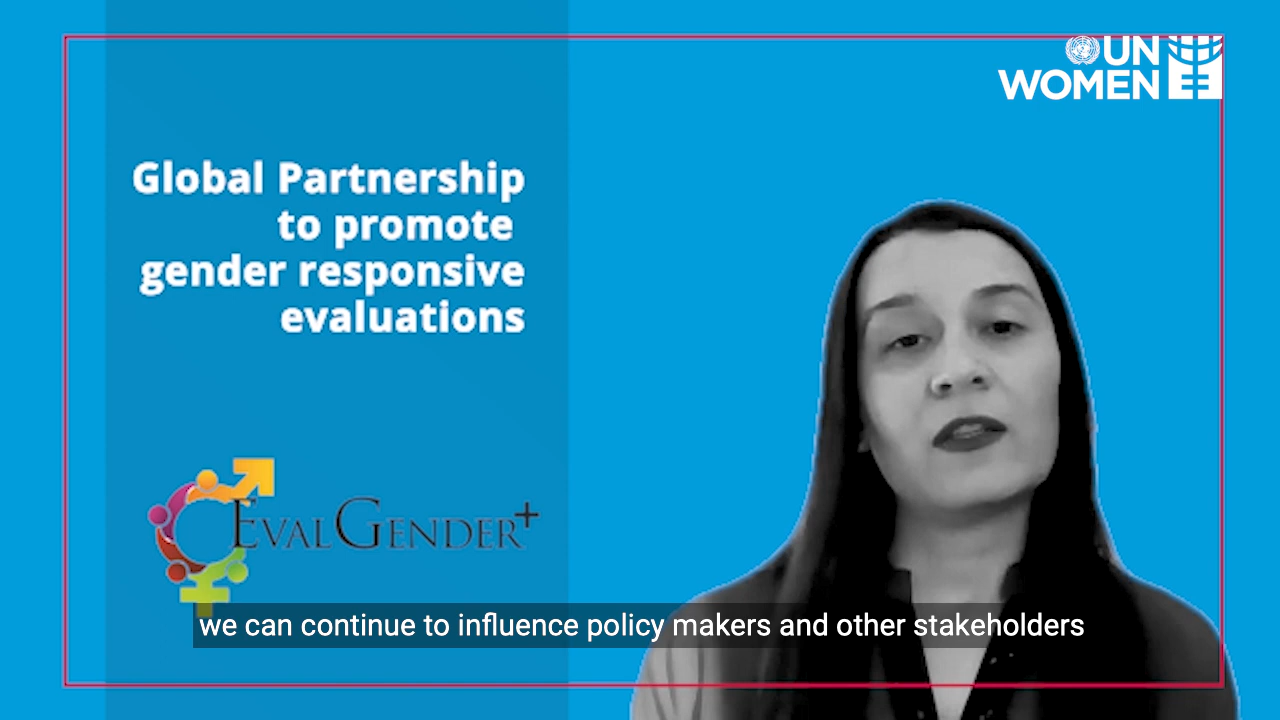 UN
WOMEN
Global Partnership
to promote
gender responsive
evaluations
EVALGENDER+
we can continue to influence policy makers and other stakeholders